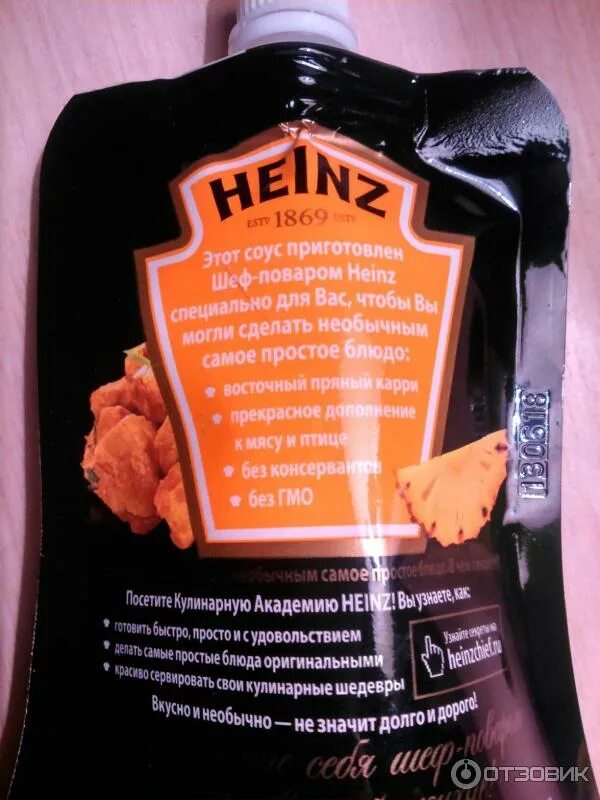 HEINZ
ESTD 1869 ESTD
Этот соус приготовлен
Шеф-поваром Heinz
специально для Вас, чтобы Вы
могли сделать необычным
самое простое блюдо:
восточный пряный карри
прекрасное дополнение
к мясу и птице
без консервантов
без ГМО
130618
необычным самое простое блюдо. В чем
Посетите Кулинарную Академию HEINZ! Вы узнаете, как:
готовить быстро, просто и с удовольствием
делать самые простые блюда оригинальными
красиво сервировать свои кулинарные шедевры
Узнайте секреты на
heinzchief.ru
Вкусно и необычно — не значит долго и дорого!
себя шеф-повар
ОТЗОВИК